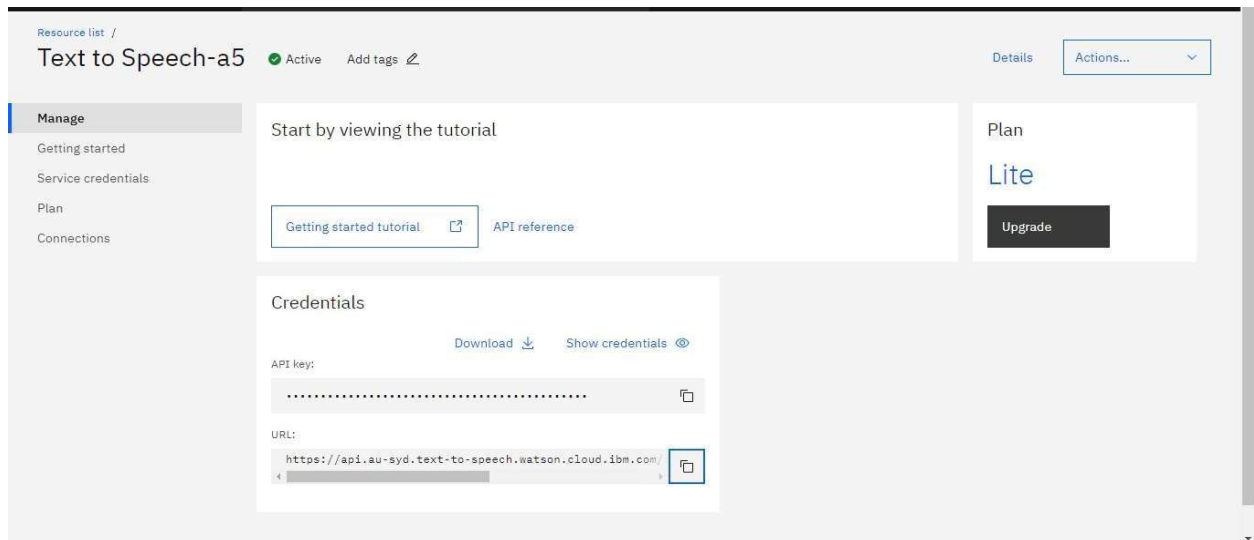 Resource list /
Text to Speech-a5 Active Add tags
Details Actions...
Manage
Getting started
Service credentials
Plan
Connections
Start by viewing the tutorial
Getting started tutorial API reference
Plan
Lite
Upgrade
Credentials
Download Show credentials
API key:
............................................
URL:
https://api.au-syd.text-to-speech.watson.cloud.ibm.com/